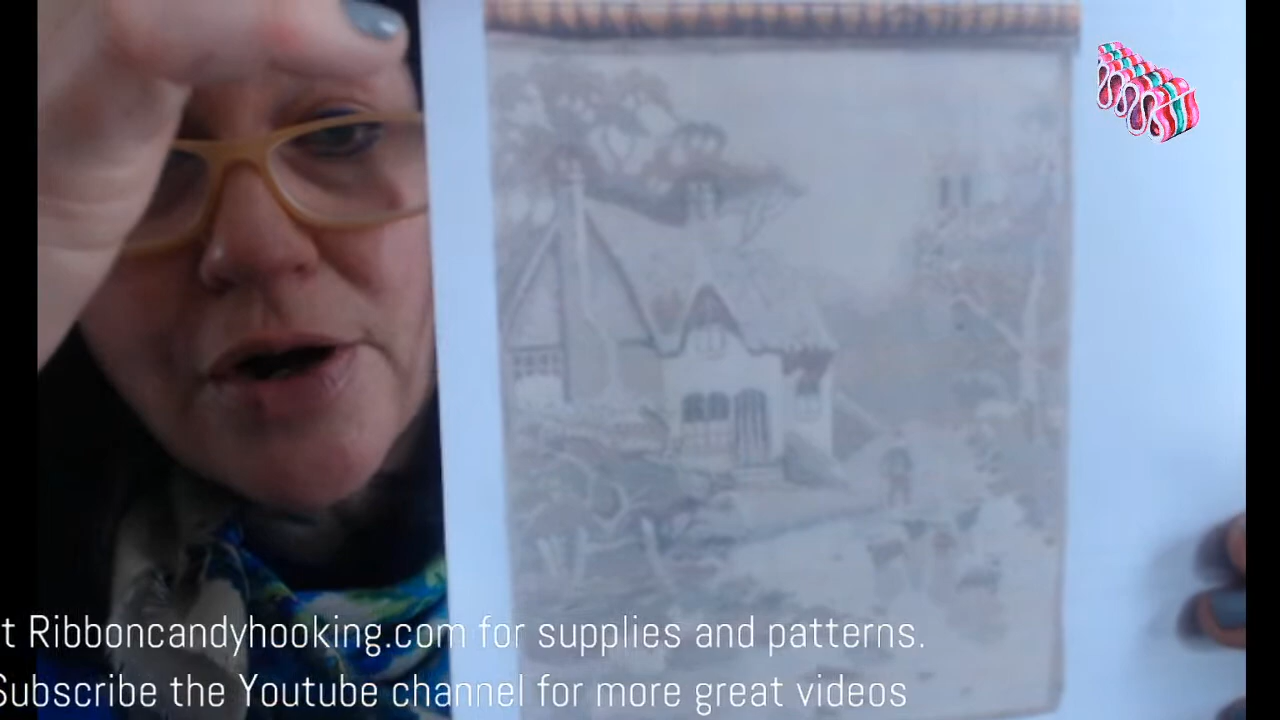 t Ribboncandyhooking.com for supplies and patterns.
Subscribe the Youtube channel for more great videos